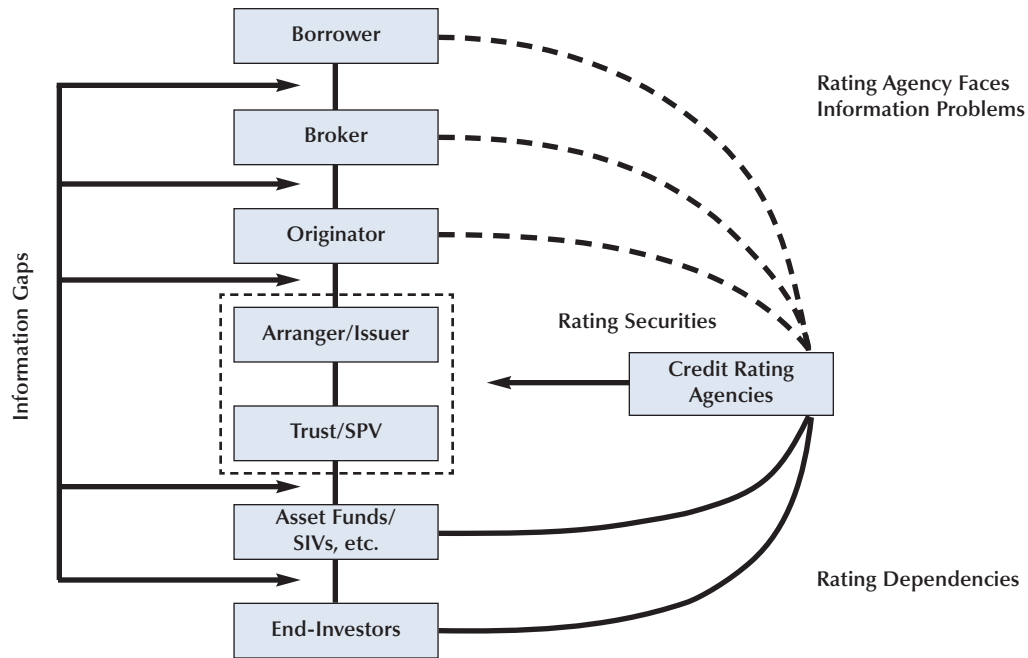 Borrower
Rating Agency Faces
Information Problems
Broker
Originator
Information Gaps
Arranger/Issuer
Rating Securities
Credit Rating
Agencies
Trust/SPV
Asset Funds/
SIVs, etc.
Rating Dependencies
End-Investors